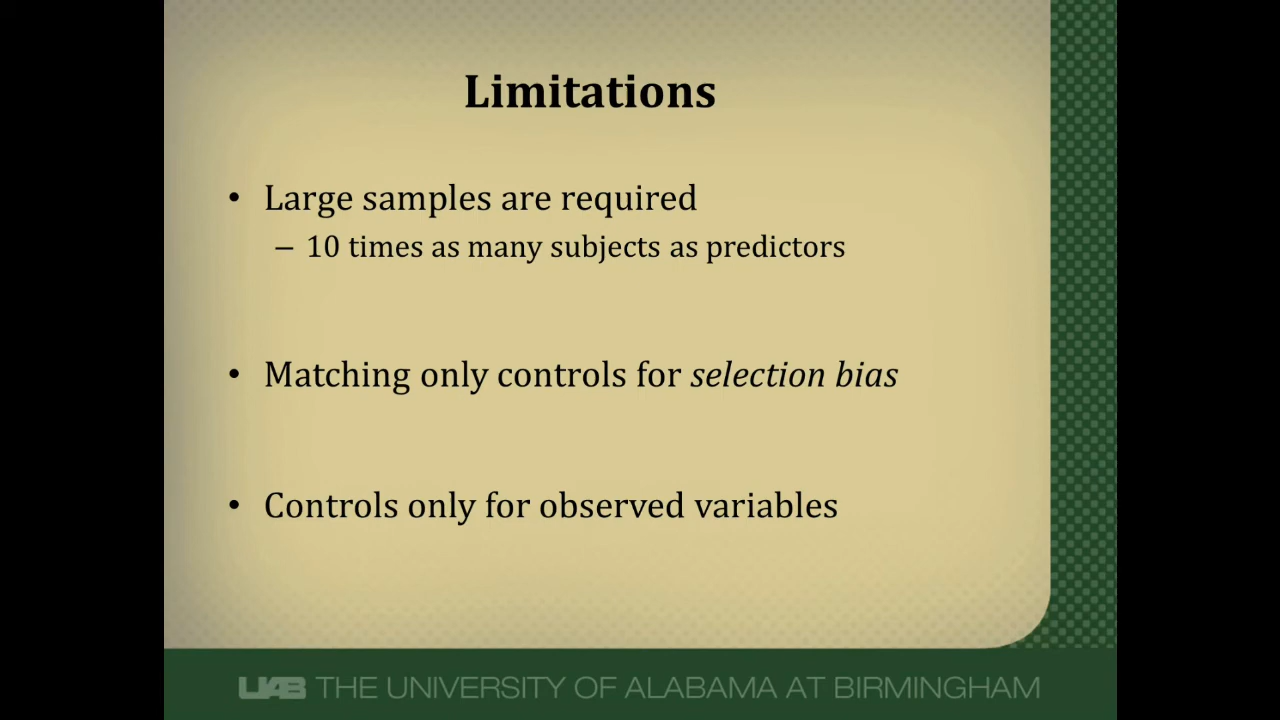 Limitations
• Large samples are required
– 10 times as many subjects as predictors
• Matching only controls for selection bias
• Controls only for observed variables
UAB THE UNIVERSITY OF ALABAMA AT BIRMINGHAM